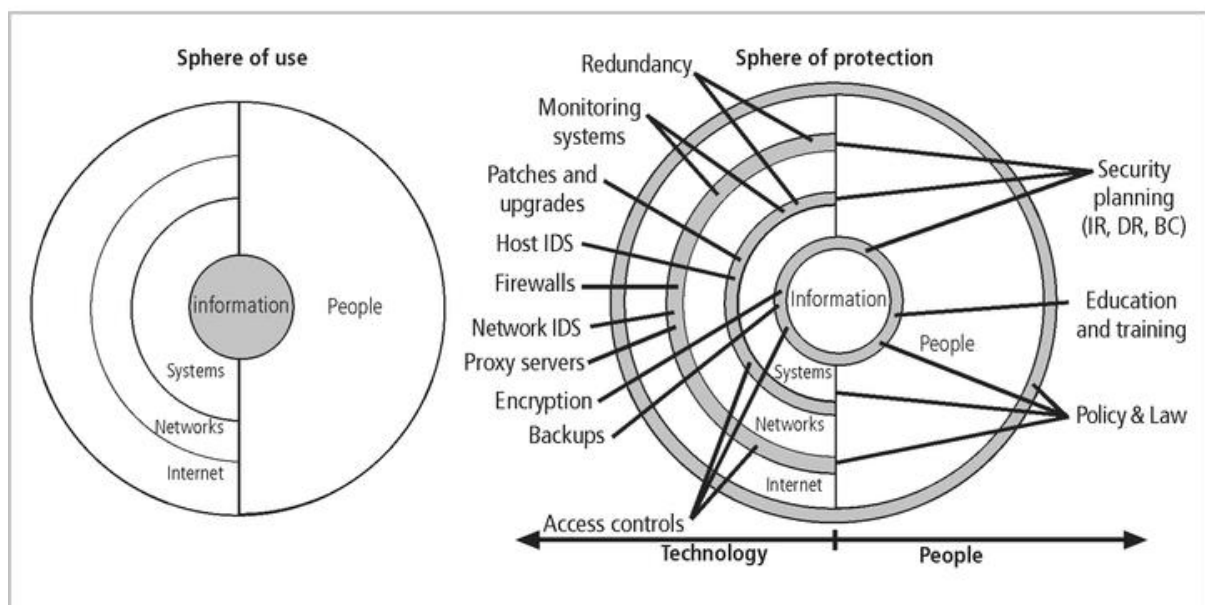 Sphere of use
information
People
Systems
Networks
Internet
Sphere of protection
Redundancy
Monitoring
systems
Patches and
upgrades
Host IDS
Firewalls
Network IDS
Proxy servers
Encryption
Backups
Access controls
Information
People
Systems
Networks
Internet
Security
planning
(IR, DR, BC)
Education
and training
Policy & Law
Technology
People